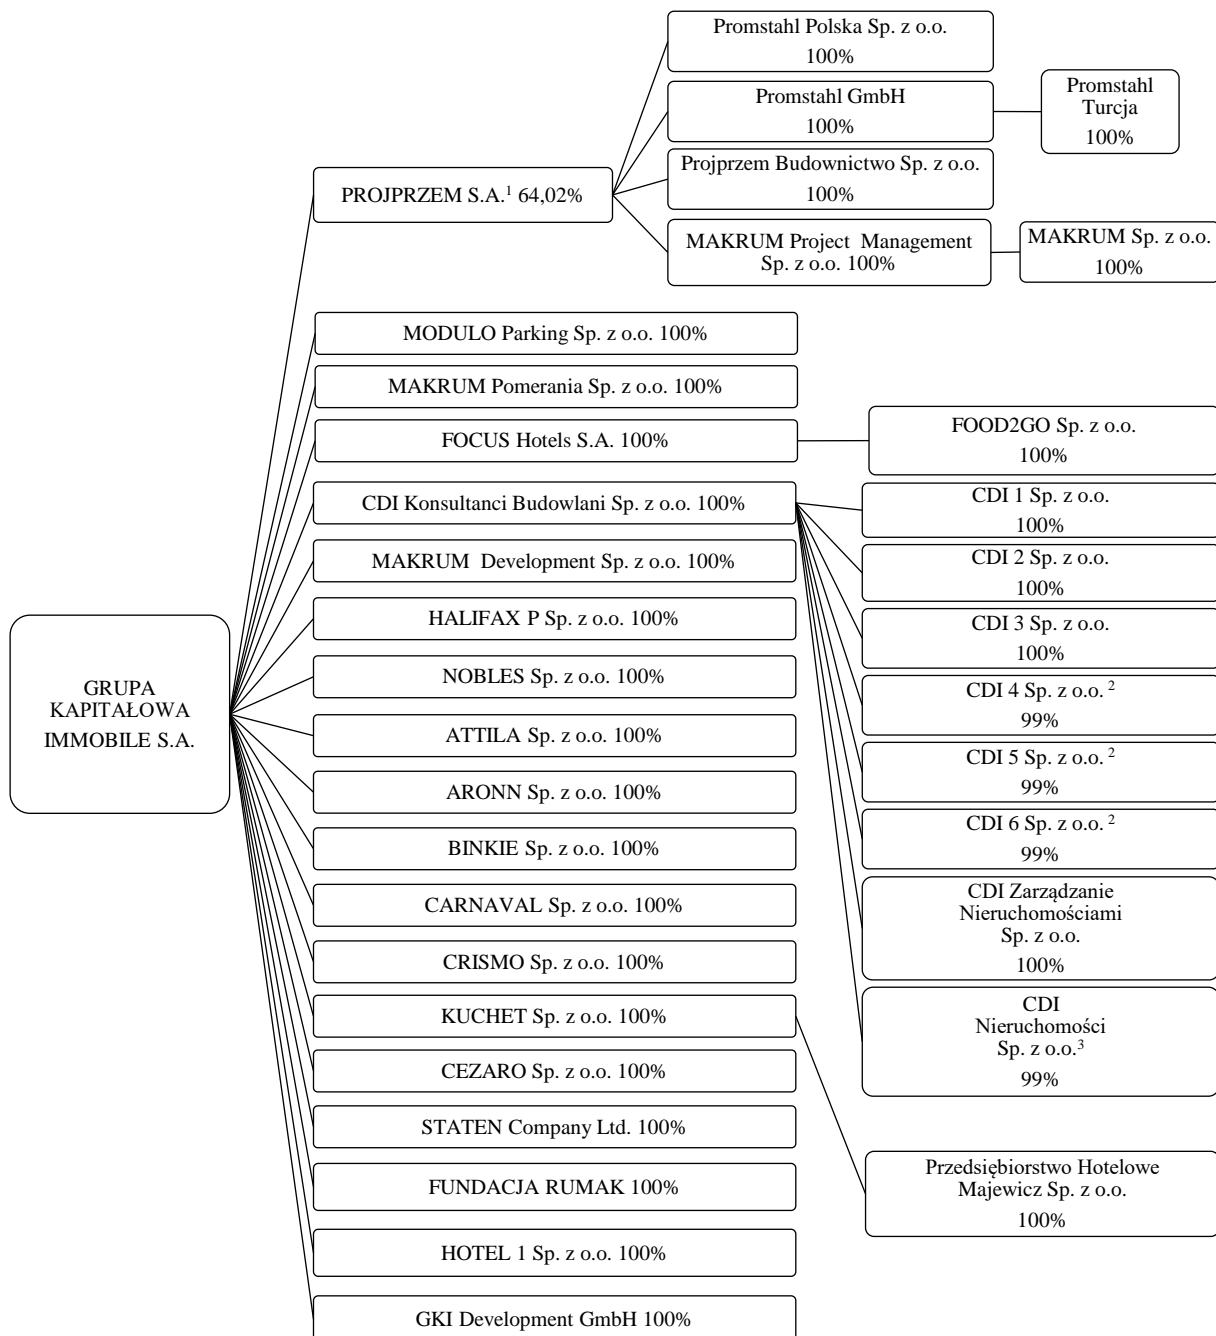 Promstahl Polska Sp. z o.o.
100%
Promstahl GmbH
100%
Promstahl
Turcja
100%
Projprzem Budownictwo Sp. z o.o.
100%
PROJPRZEM S.A.¹ 64,02%
MAKRUM Project Management
Sp. z o.o. 100%
MAKRUM Sp. z o.o.
100%
MODULO Parking Sp. z o.o. 100%
MAKRUM Pomerania Sp. z o.o. 100%
FOCUS Hotels S.A. 100%
FOOD2GO Sp. z o.o.
100%
CDI Konsultanci Budowlani Sp. z o.o. 100%
CDI 1 Sp. z o.o.
100%
MAKRUM Development Sp. z o.o. 100%
CDI 2 Sp. z o.o.
100%
HALIFAX P Sp. z o.o. 100%
CDI 3 Sp. z o.o.
100%
NOBLES Sp. z o.o. 100%
CDI 4 Sp. z o.o. ²
99%
GRUPA
KAPITAŁOWA
IMMOBILE S.A.
ATTILA Sp. z o.o. 100%
CDI 5 Sp. z o.o. ²
99%
ARONN Sp. z o.o. 100%
CDI 6 Sp. z o.o. ²
99%
BINKIE Sp. z o.o. 100%
CDI Zarządzanie
Nieruchomościami
Sp. z o.o.
100%
CARNAVAL Sp. z o.o. 100%
CRISMO Sp. z o.o. 100%
KUCHET Sp. z o.o. 100%
CDI
Nieruchomości
Sp. z o.o.³
99%
CEZARO Sp. z o.o. 100%
STATEN Company Ltd. 100%
FUNDACJA RUMAK 100%
Przedsiębiorstwo Hotelowe
Majewicz Sp. z o.o.
100%
HOTEL 1 Sp. z o.o. 100%
GKI Development GmbH 100%